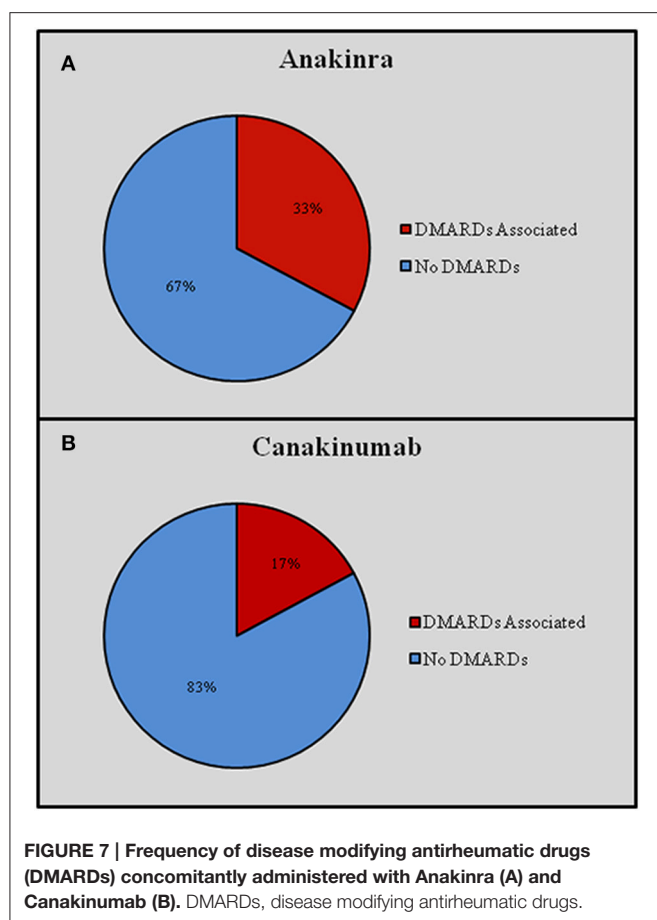 A
Anakinra
33%
67%
DMARDs Associated
No DMARDs
B
Canakinumab
17%
83%
DMARDs Associated
No DMARDs
FIGURE 7 | Frequency of disease modifying antirheumatic drugs
(DMARDs) concomitantly administered with Anakinra (A) and
Canakinumab (B). DMARDs, disease modifying antirheumatic drugs.